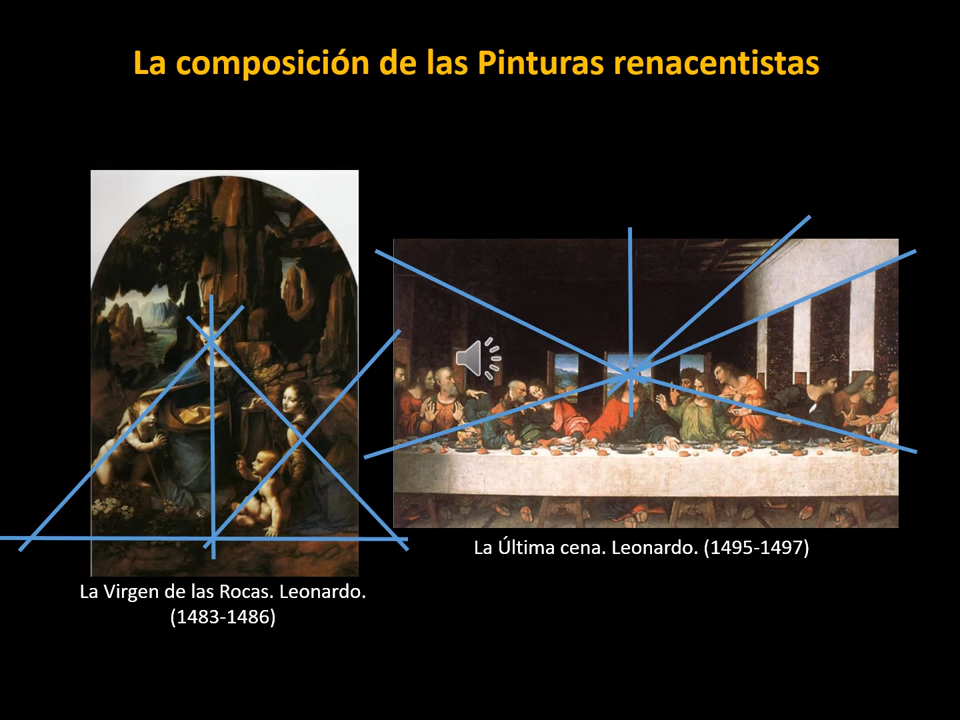 La composición de las Pinturas renacentistas
La Última cena. Leonardo. (1495-1497)
La Virgen de las Rocas. Leonardo.
(1483-1486)